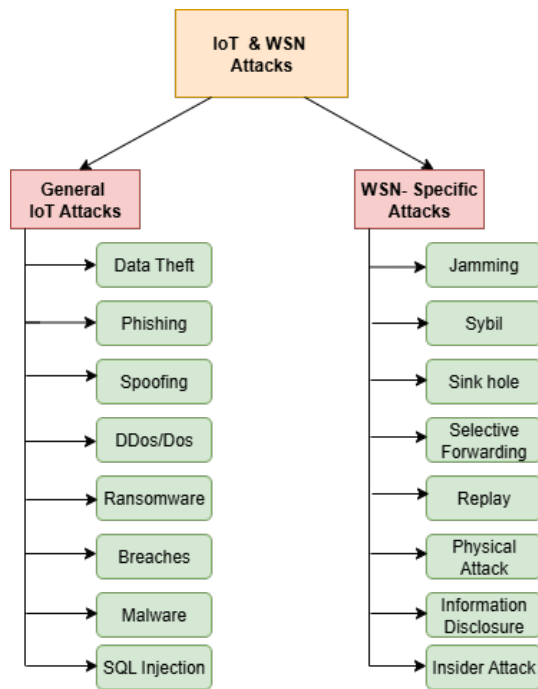 IoT & WSN
Attacks
General
IoT Attacks
Data Theft
Phishing
Spoofing
DDos/Dos
Ransomware
Breaches
Malware
SQL Injection
WSN- Specific
Attacks
Jamming
Sybil
Sink hole
Selective
Forwarding
Replay
Physical
Attack
Information
Disclosure
Insider Attack